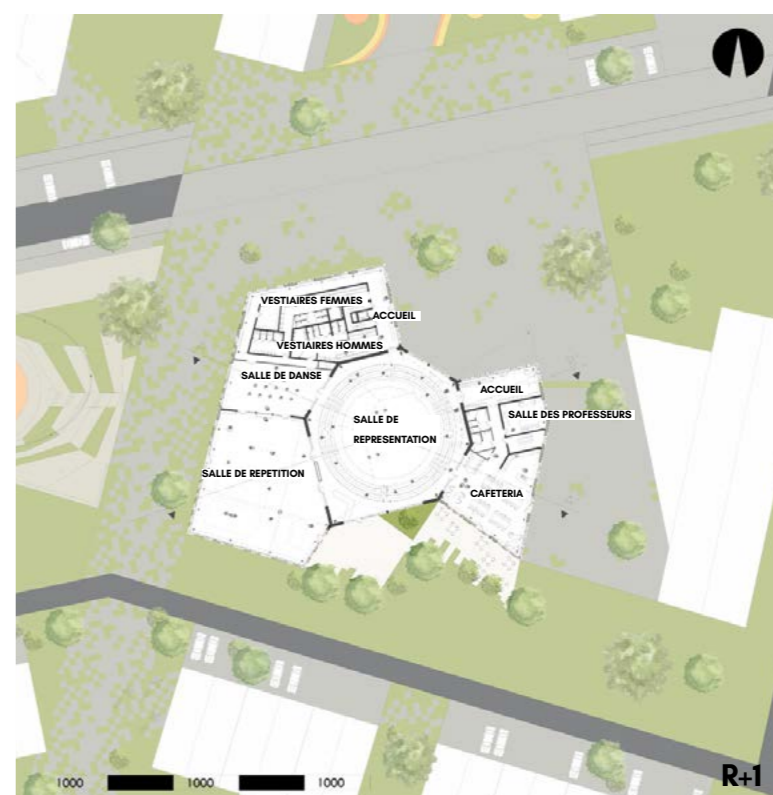 VESTIAIRES FEMMES
ACCUEIL
VESTIAIRES HOMMES
SALLE DE DANSE
ACCUEIL
SALLE DE
REPRESENTATION
SALLE DES PROFESSEURS
SALLE DE REPETITION
CAFETERIA
1000 1000 1000
R+1